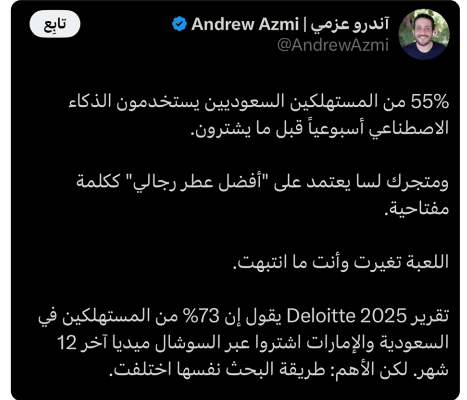 آندرو عزمي | Andrew Azmi
@AndrewAzmi
تابع
55% من المستهلكين السعوديين يستخدمون الذكاء
الاصطناعي أسبوعياً قبل ما يشترون.
ومتجرك لسا يعتمد على "أفضل عطر رجالي" ككلمة
مفتاحية.
اللعبة تغيرت وأنت ما انتبهت.
تقرير Deloitte 2025 يقول إن 73% من المستهلكين في
السعودية والإمارات اشتروا عبر السوشال ميديا آخر 12
شهر. لكن الأهم: طريقة البحث نفسها اختلفت.